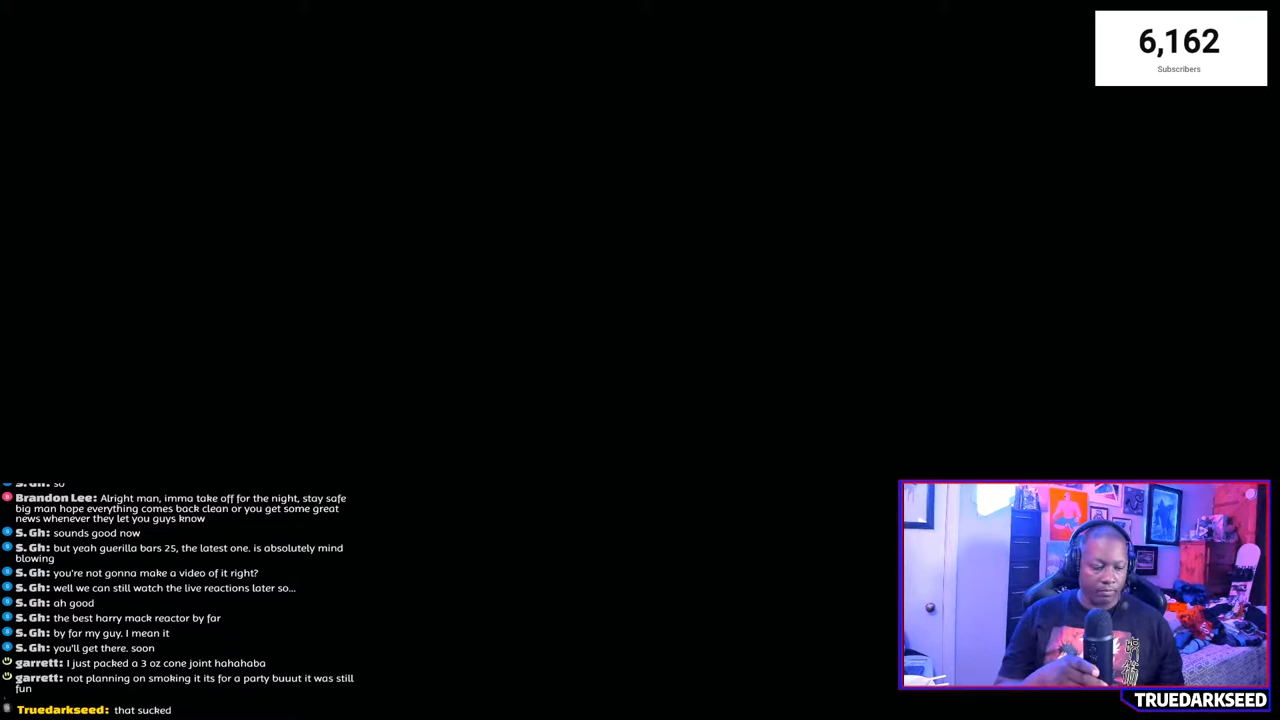 6,162
Subscribers
S. Gh: so
Brandon Lee: Alright man, imma take off for the night, stay safe
big man hope everything comes back clean or you get some great
news whenever they let you guys know
S. Gh: sounds good now
S. Gh: but yeah guerilla bars 25, the latest one. is absolutely mind
blowing
S. Gh: you're not gonna make a video of it right?
S. Gh: well we can still watch the live reactions later so...
S. Gh: ah good
S. Gh: the best harry mack reactor by far
S. Gh: by far my guy. I mean it
S. Gh: you'll get there. soon
garrett: I just packed a 3 oz cone joint hahahaba
garrett: not planning on smoking it its for a party buuut it was still
fun
Truedarkseed: that sucked
TRUEDARKSEED